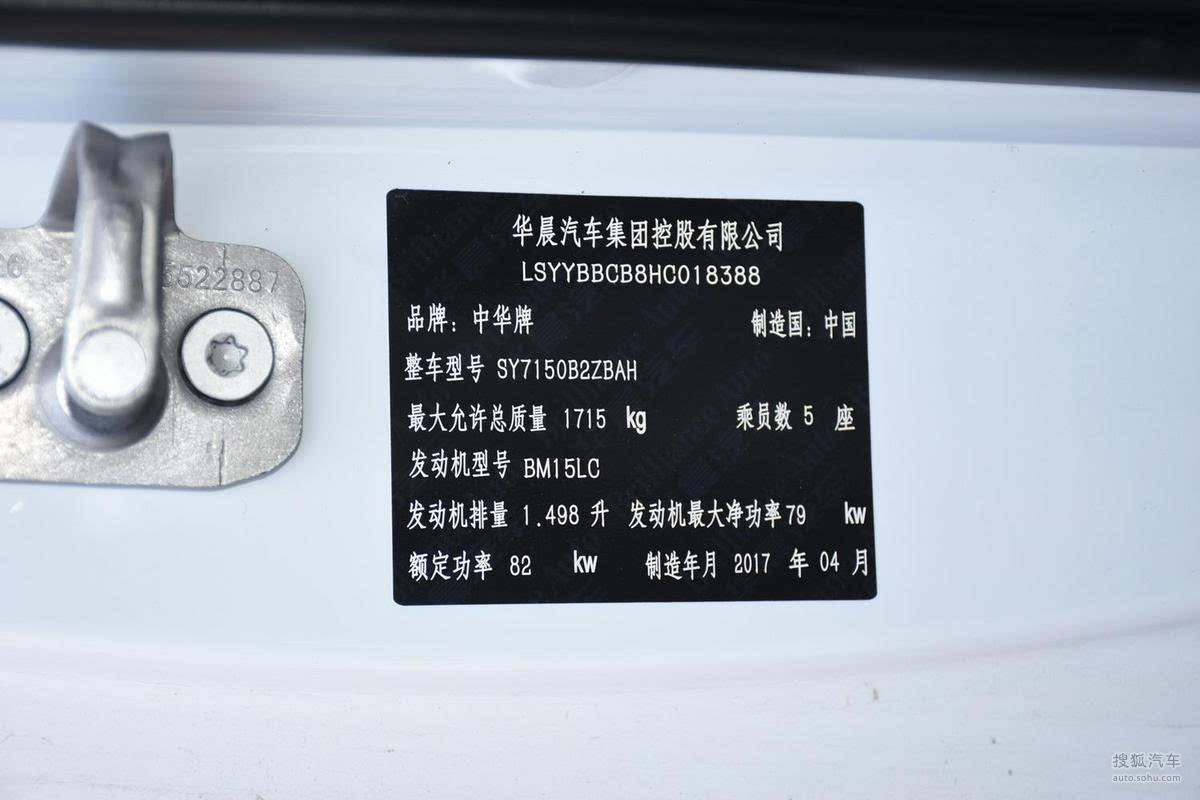 华晨汽车集团控股有限公司
LSYYBBCB8HC018388
品牌：中华牌 制造国：中国
整车型号 SY7150B2ZBAH
最大允许总质量 1715 kg 乘员数 5 座
发动机型号 BM15LC
发动机排量 1.498 升 发动机最大净功率79 kw
额定功率 82 kw 制造年月 2017 年 04 月
搜狐汽车
auto.sohu.com